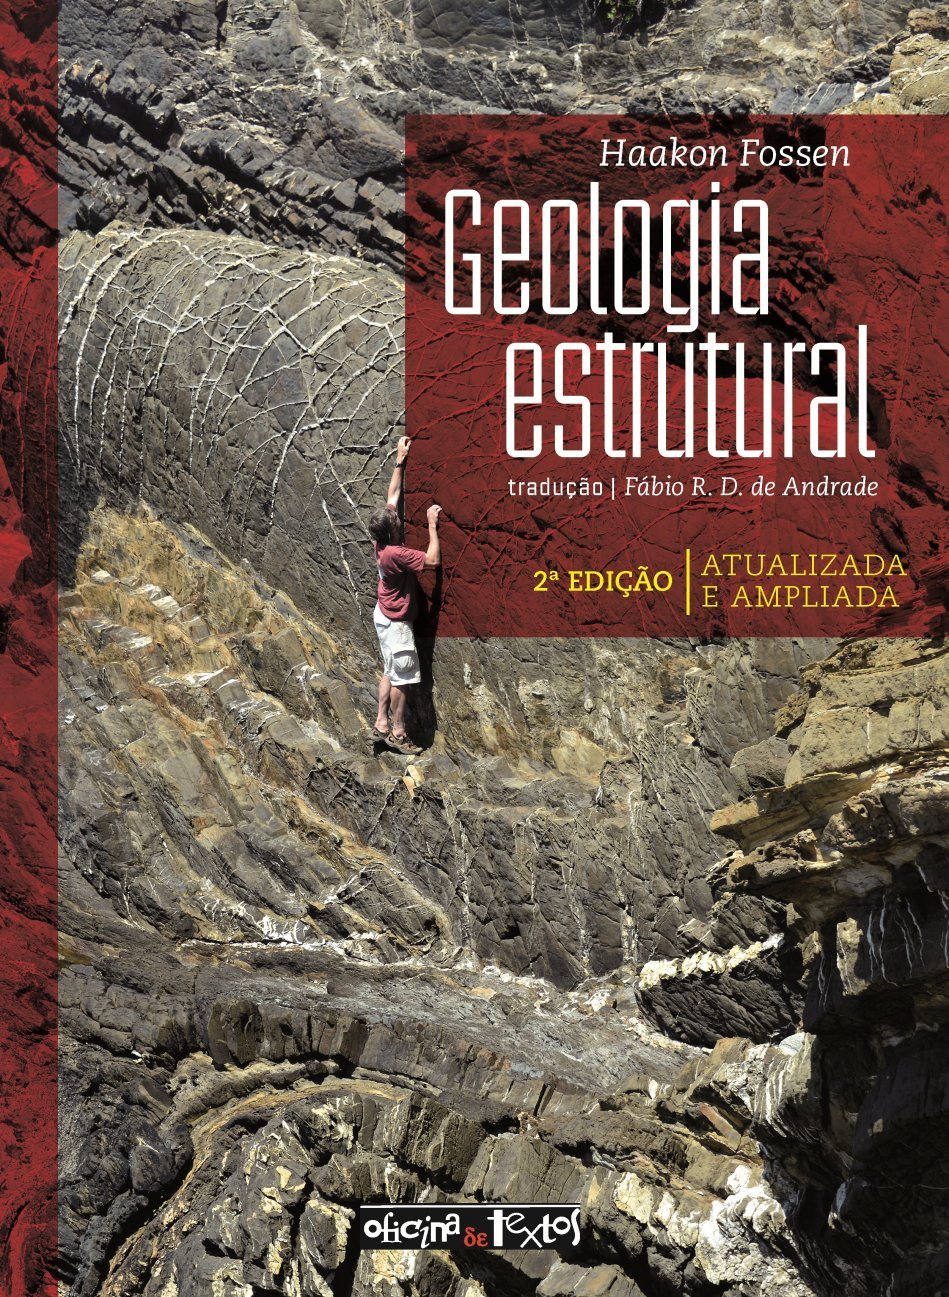 Haakon Fossen
Geologia
estrutural
tradução | Fábio R. D. de Andrade
2ª EDIÇÃO | ATUALIZADA
E AMPLIADA
oficina de textos